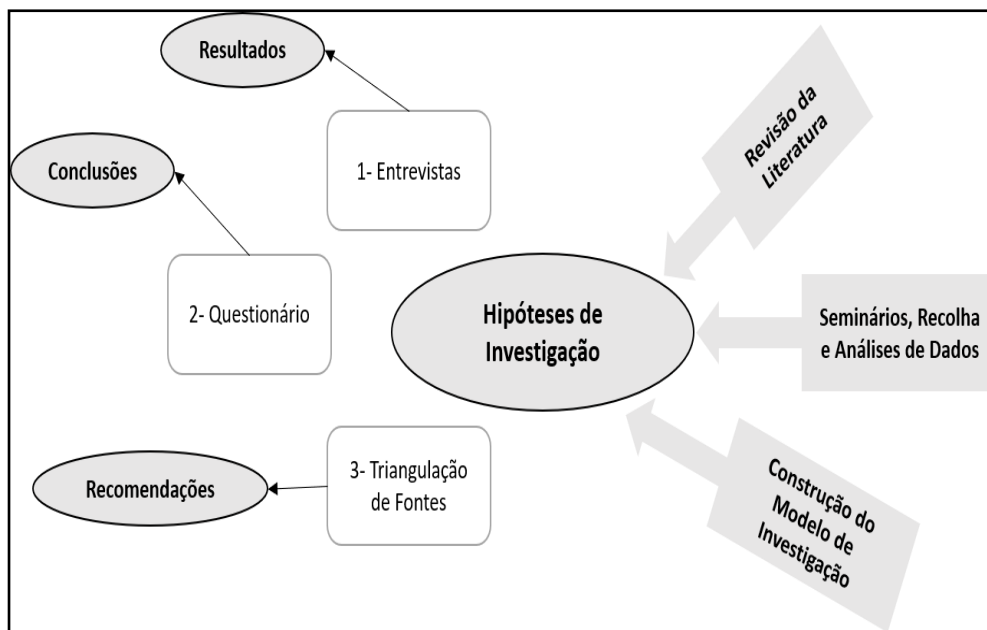 Resultados
1- Entrevistas
Conclusões
2- Questionário
Recomendações
3- Triangulação
de Fontes
Hipóteses de
Investigação
Revisão da
Literatura
Seminários, Recolha
e Análises de Dados
Construção do
Modelo de
Investigação